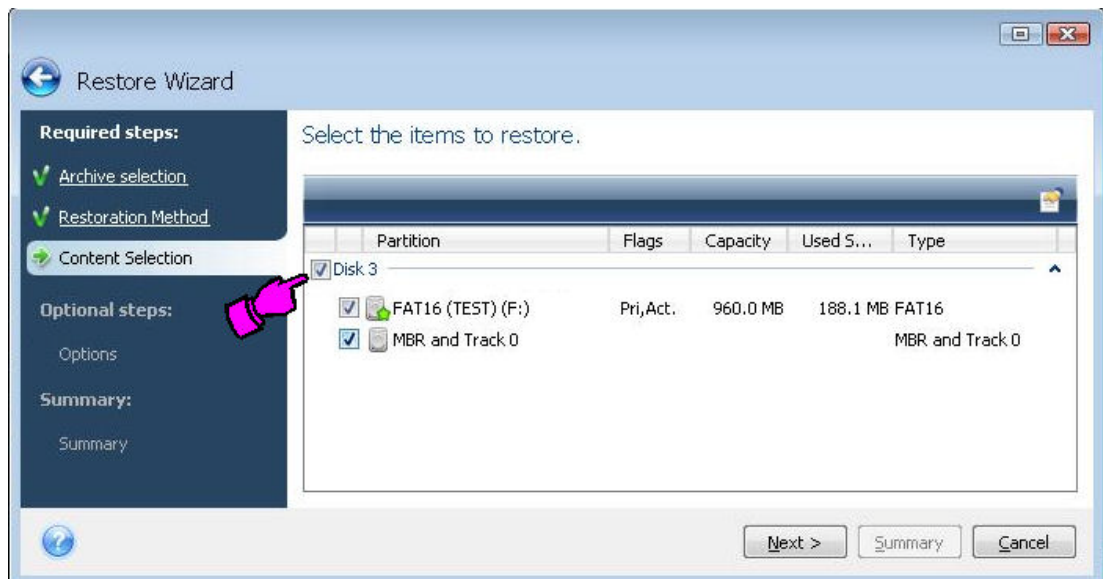 Restore Wizard
Required steps:
Archive selection
Restoration Method
Content Selection
Optional steps:
Options
Summary:
Summary
Select the items to restore.
Partition Flags Capacity Used S... Type
Disk 3
FAT16 (TEST) (F:) Pri,Act. 960.0 MB 188.1 MB FAT16
MBR and Track 0 MBR and Track 0
Next > Summary Cancel